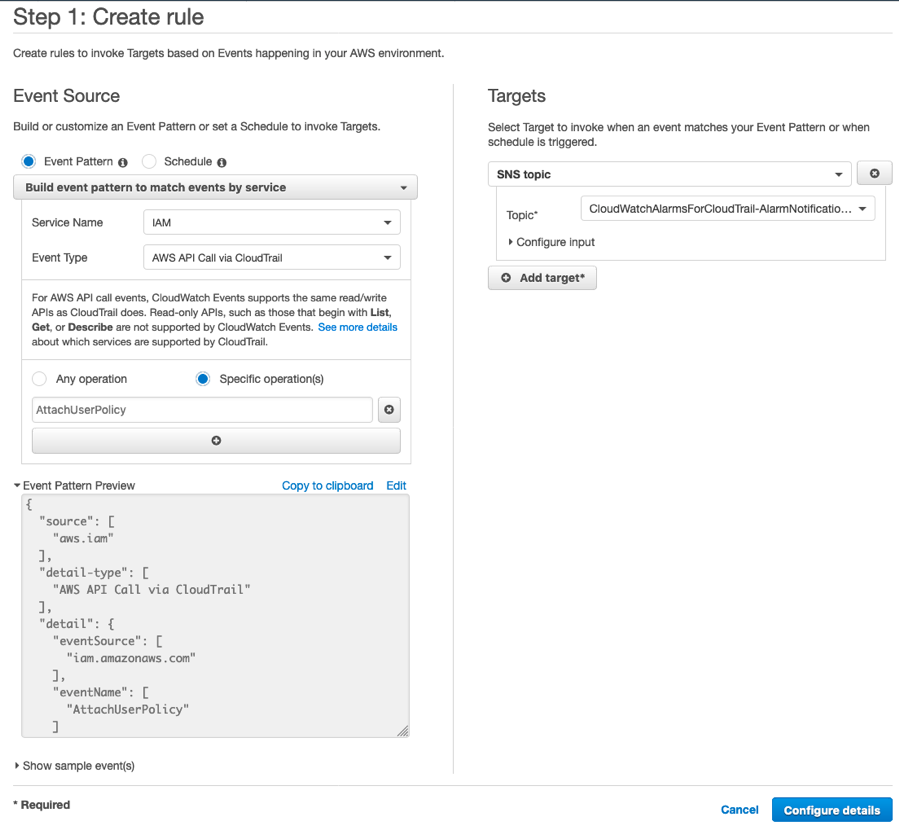 Step 1: Create rule
Create rules to invoke Targets based on Events happening in your AWS environment.
Event Source
Build or customize an Event Pattern or set a Schedule to invoke Targets.
Event Pattern
Schedule
Build event pattern to match events by service
Service Name
IAM
Event Type
AWS API Call via CloudTrail
For AWS API call events, CloudWatch Events supports the same read/write
APIs as CloudTrail does. Read-only APIs, such as those that begin with List,
Get, or Describe are not supported by CloudWatch Events. See more details
about which services are supported by CloudTrail.
Any operation
Specific operation(s)
AttachUserPolicy
Event Pattern Preview
Copy to clipboard
Edit
{
"source": [
"aws.iam"
],
"detail-type": [
"AWS API Call via CloudTrail"
],
"detail": {
"eventSource": [
"iam.amazonaws.com"
],
"eventName": [
"AttachUserPolicy"
]
Show sample event(s)
Targets
Select Target to invoke when an event matches your Event Pattern or when
schedule is triggered.
SNS topic
Topic*
CloudWatchAlarmsForCloudTrail-AlarmNotificatio...
Configure input
Add target*
* Required
Cancel
Configure details